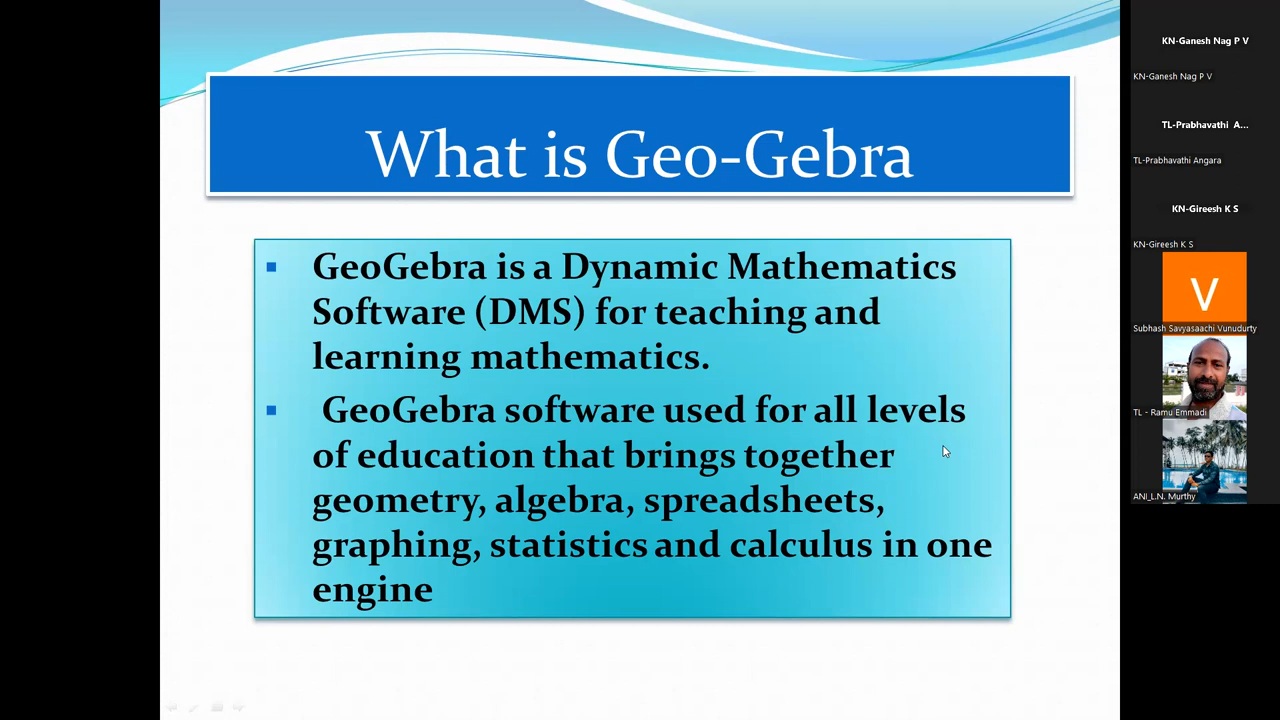 What is Geo-Gebra
GeoGebra is a Dynamic Mathematics
Software (DMS) for teaching and
learning mathematics.
GeoGebra software used for all levels
of education that brings together
geometry, algebra, spreadsheets,
graphing, statistics and calculus in one
engine
KN-Ganesh Nag P V
KN-Ganesh Nag P V
TL-Prabhavathi A...
TL-Prabhavathi Angara
KN-Gireesh K S
KN-Gireesh K S
V
Subhash Savyasaachi Vunudurty
TL - Ramu Emmadi
ANI_L.N. Murthy